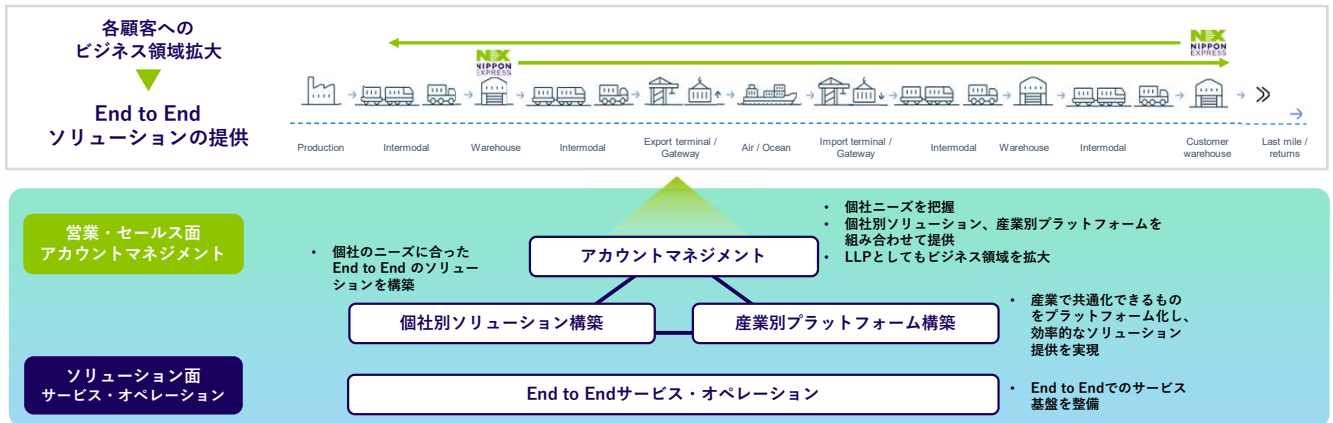 各顧客への
ビジネス領域拡大
End to End
ソリューションの提供
NX
NIPPON
EXPRESS
NX
NIPPON
EXPRESS
Production
Intermodal
Warehouse
Intermodal
Export terminal /
Gateway
Air / Ocean
Import terminal /
Gateway
Intermodal
Warehouse
Intermodal
Customer
warehouse
Last mile /
returns
営業・セールス面
アカウントマネジメント
• 個社のニーズに合った
End to End のソリュー
ションを構築
アカウントマネジメント
• 個社ニーズを把握
• 個社別ソリューション、産業別プラットフォームを
組み合わせて提供
• LLPとしてもビジネス領域を拡大
個社別ソリューション構築
産業別プラットフォーム構築
• 産業で共通化できるもの
をプラットフォーム化し、
効率的なソリューション
提供を実現
ソリューション面
サービス・オペレーション
End to Endサービス・オペレーション
• End to Endでのサービス
基盤を整備